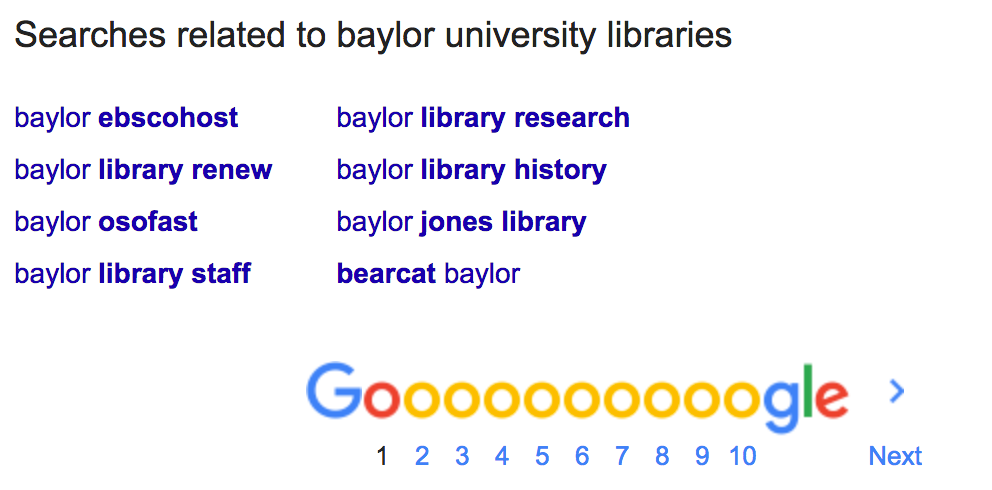 Searches related to baylor university libraries
baylor ebscohost baylor library research
baylor library renew baylor library history
baylor osofast baylor jones library
baylor library staff bearcat baylor
Goooooooooogle >
1 2 3 4 5 6 7 8 9 10 Next